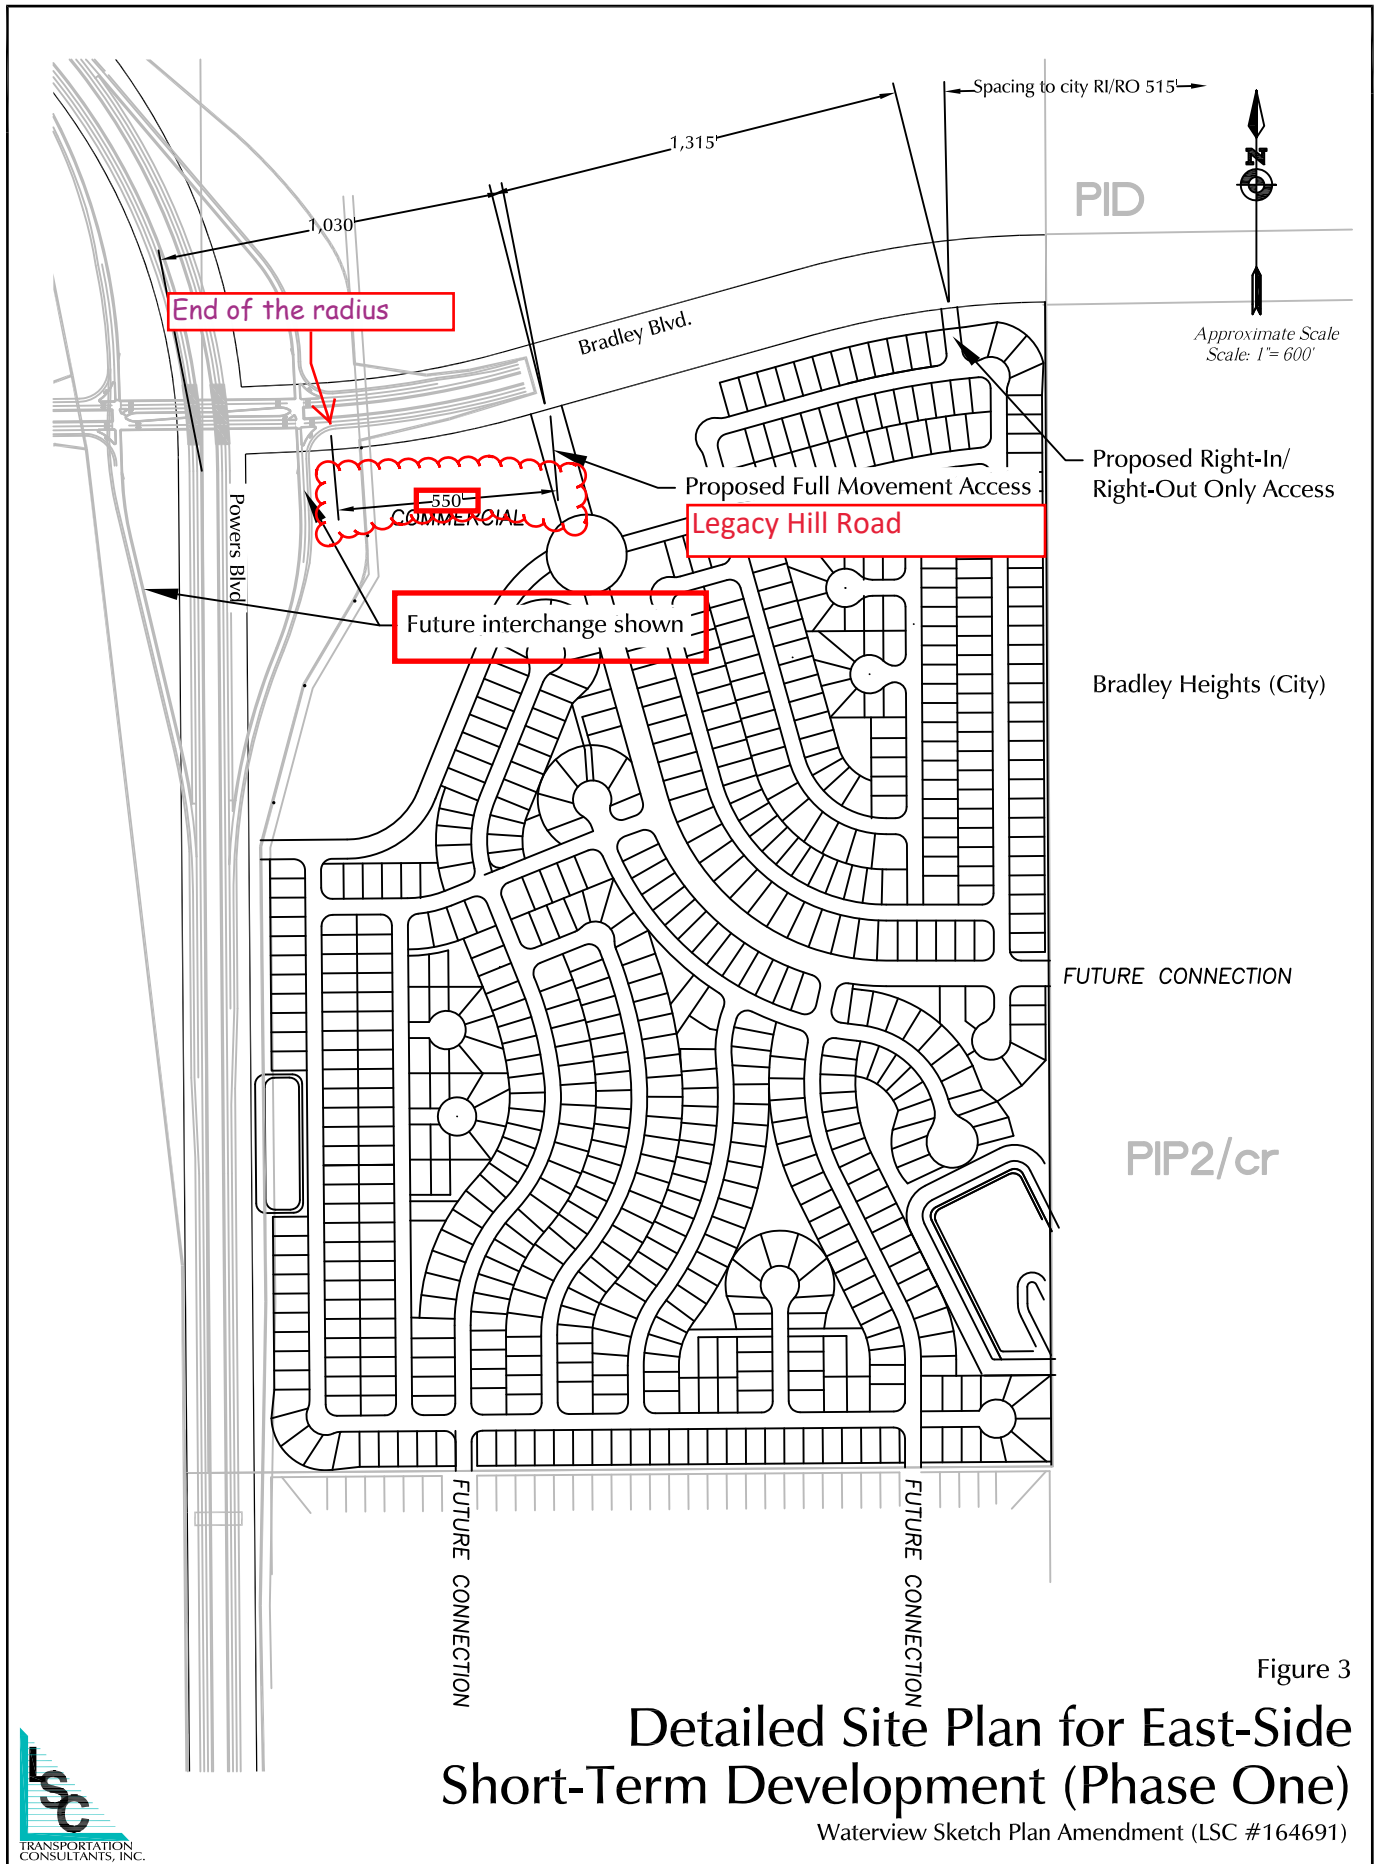 Spacing to city RI/RO 515'
1,315'
N
PID
1,030'
End of the radius
Bradley Blvd.
Approximate Scale
Scale: 1"= 600'
Proposed Right-In/
Right-Out Only Access
Proposed Full Movement Access
550'
COMMERCIAL
Legacy Hill Road
Powers Blvd
Future interchange shown
Bradley Heights (City)
FUTURE CONNECTION
PIP2/cr
FUTURE CONNECTION
FUTURE CONNECTION
Figure 3
Detailed Site Plan for East-Side
Short-Term Development (Phase One)
Waterview Sketch Plan Amendment (LSC #164691)
LSC
TRANSPORTATION
CONSULTANTS, INC.